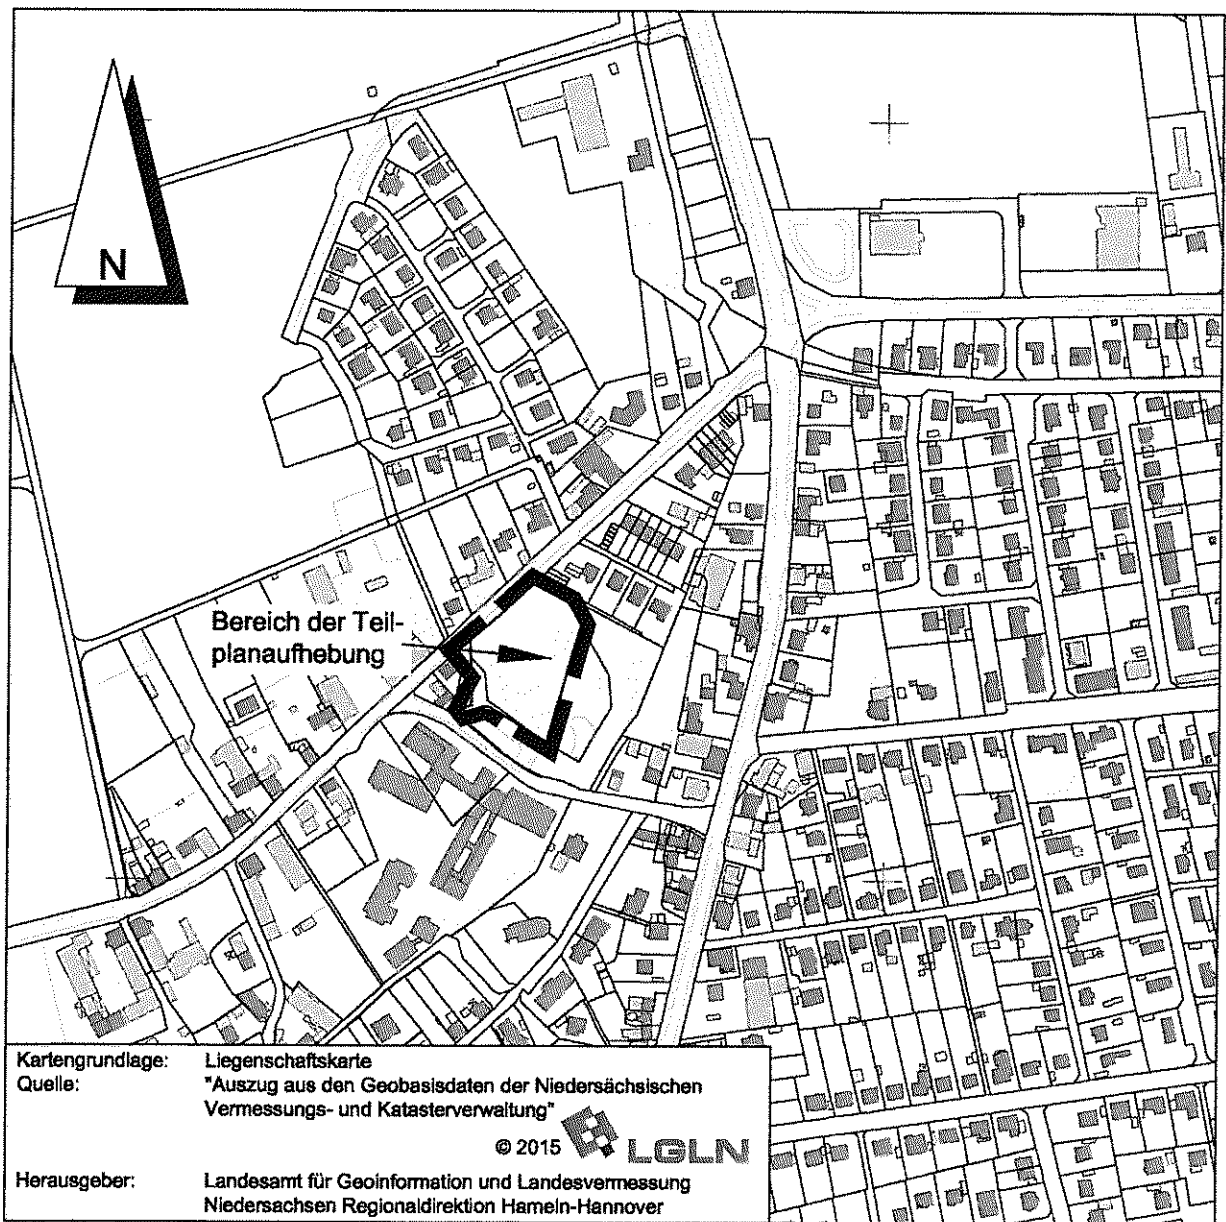 N
Bereich der Teil-
planaufhebung
Kartengrundlage: Liegenschaftskarte
Quelle: "Auszug aus den Geobasisdaten der Niedersächsischen
Vermessungs- und Katasterverwaltung"
© 2015 LGLN
Herausgeber: Landesamt für Geoinformation und Landesvermessung
Niedersachsen Regionaldirektion Hameln-Hannover